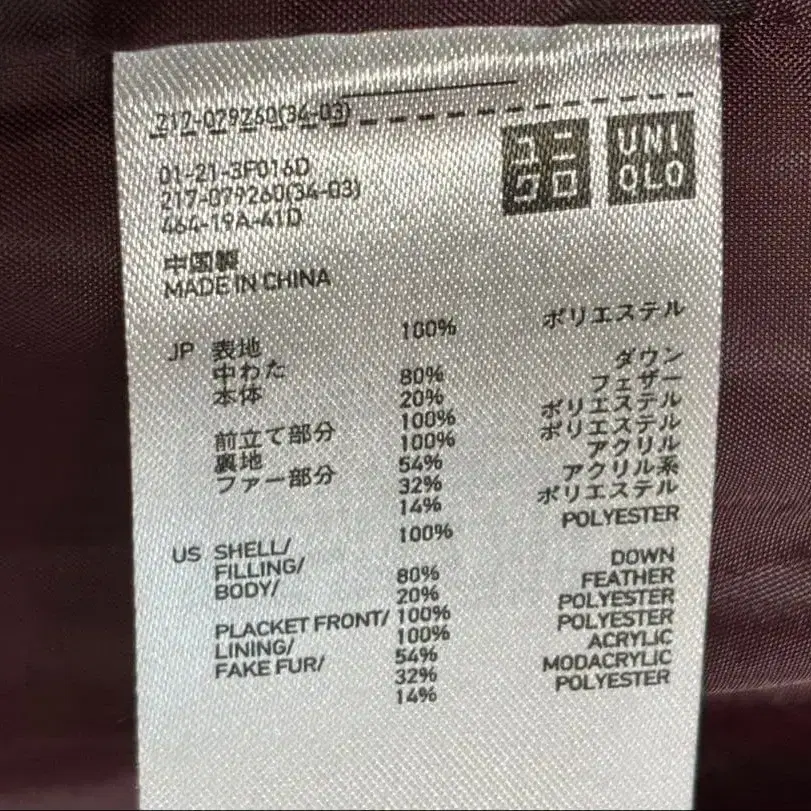 217-079260(34-03)
ユニクロ
UNIQLO
01-21-3F016D
217-079260(34-03)
464-19A-41D
中国製
MADE IN CHINA
JP 表地 100% ポリエステル
中わた
本体 80% ダウン
20% フェザー
前立て部分 100% ポリエステル
裏地 100% ポリエステル
ファー部分 54% アクリル
32% アクリル系
14% ポリエステル
US SHELL/ 100% POLYESTER
FILLING/
BODY/ 80% DOWN
20% FEATHER
PLACKET FRONT/ 100% POLYESTER
LINING/ 100% POLYESTER
FAKE FUR/ 54% ACRYLIC
32% MODACRYLIC
14% POLYESTER